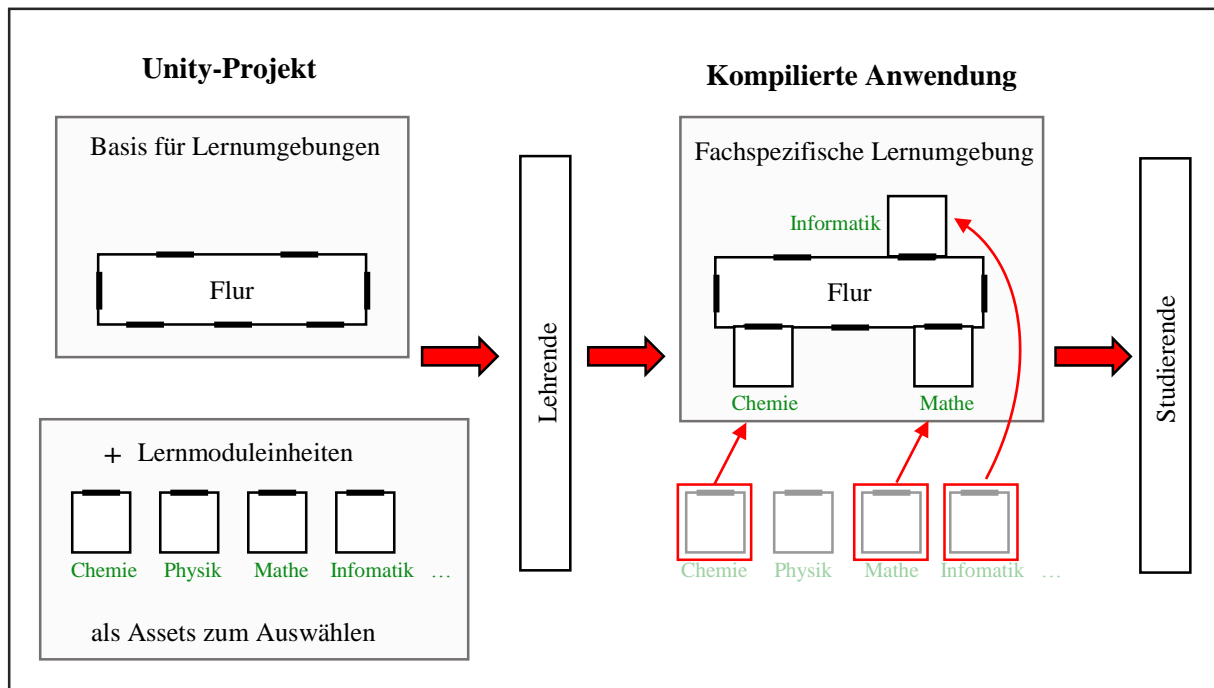 Unity-Projekt
Basis für Lernumgebungen
Flur
+ Lernmoduleinheiten
Chemie Physik Mathe Infomatik …
als Assets zum Auswählen
Lehrende
Kompilierte Anwendung
Fachspezifische Lernumgebung
Informatik
Flur
Chemie Mathe
Chemie Physik Mathe Infomatik …
Studierende